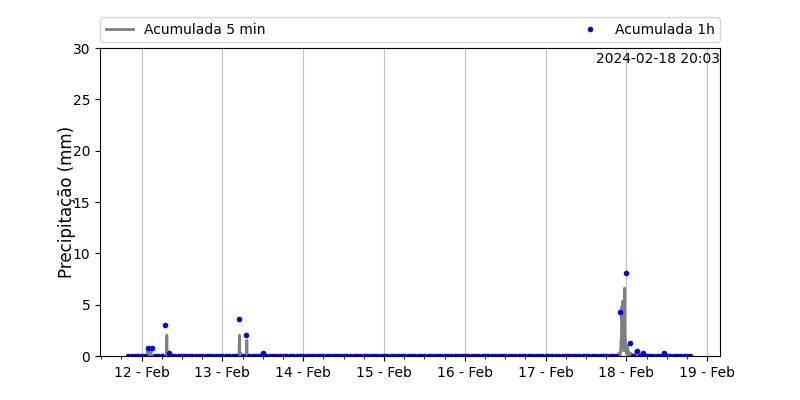 Acumulada 5 min Acumulada 1h
2024-02-18 20:03
Precipitação (mm)
30
25
20
15
10
5
0
12 - Feb 13 - Feb 14 - Feb 15 - Feb 16 - Feb 17 - Feb 18 - Feb 19 - Feb